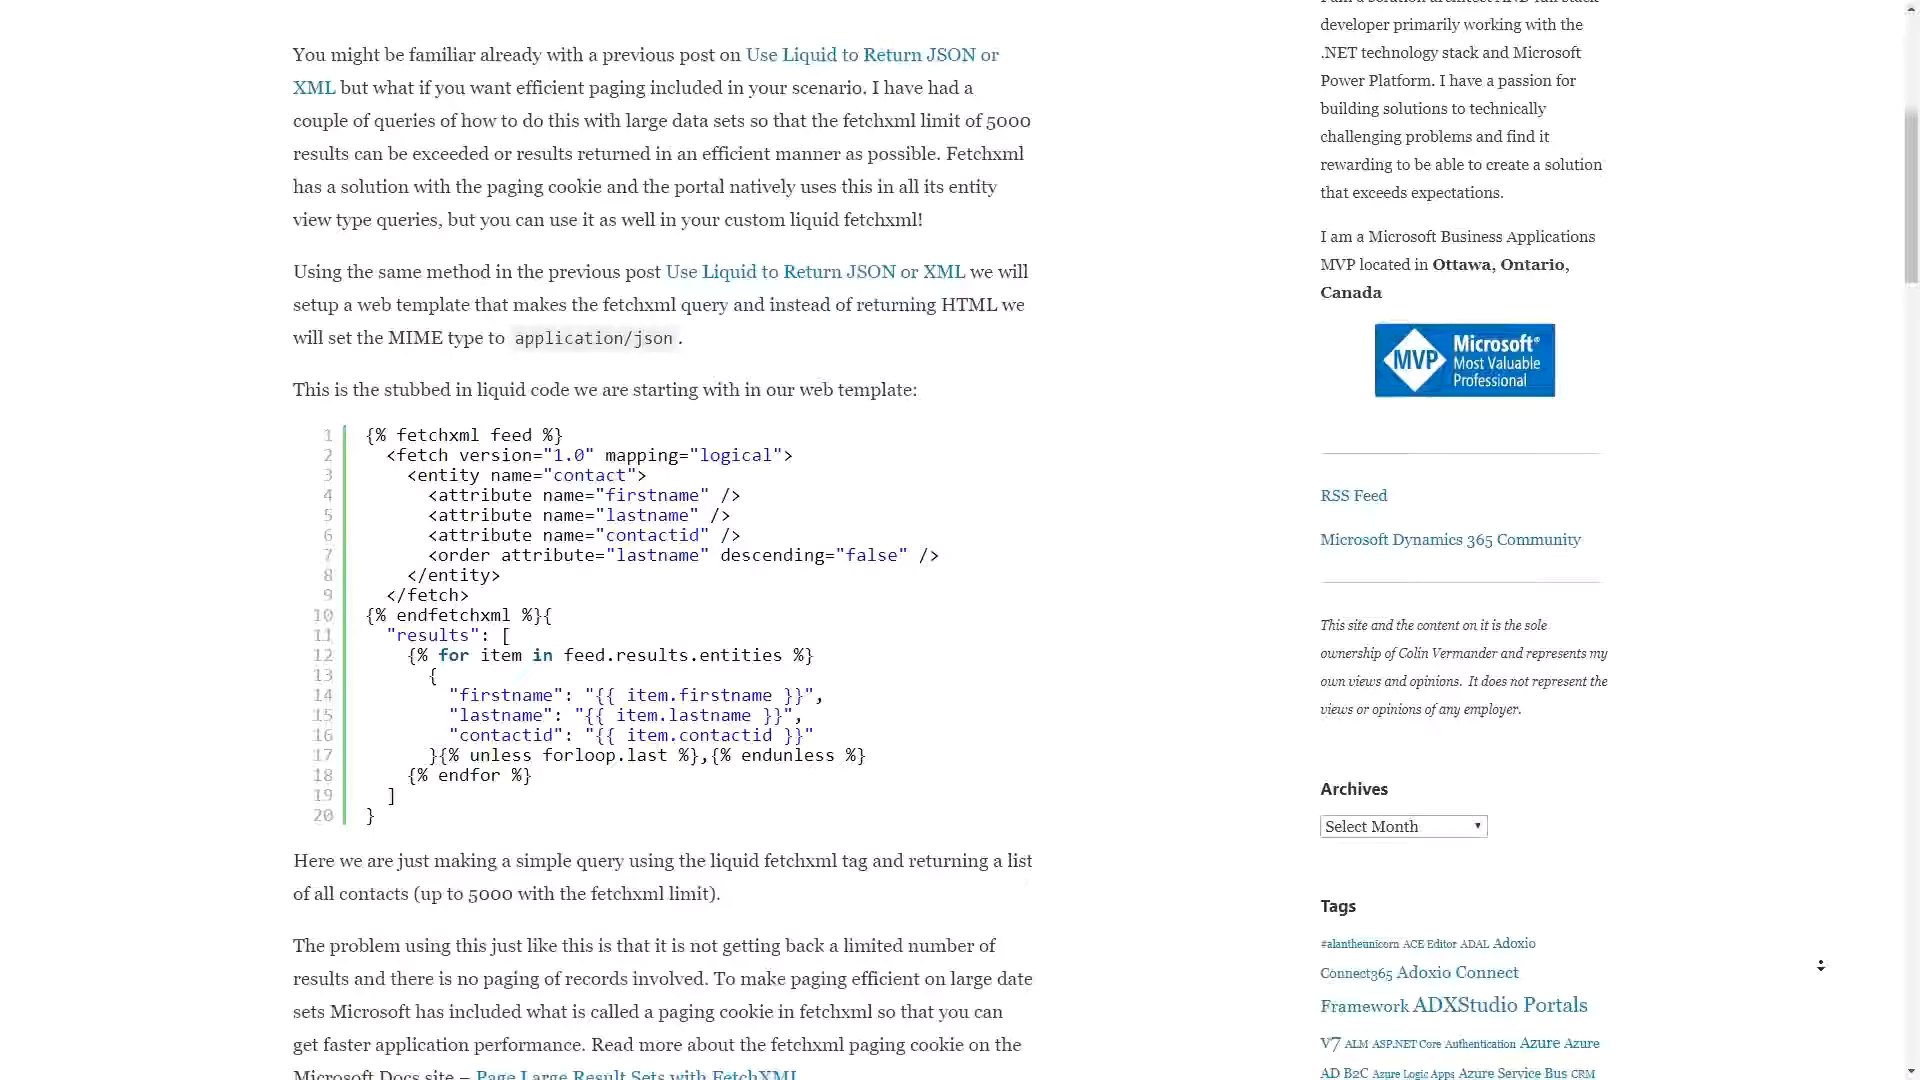 You might be familiar already with a previous post on Use Liquid to Return JSON or
XML but what if you want efficient paging included in your scenario. I have had a
couple of queries of how to do this with large data sets so that the fetchxml limit of 5000
results can be exceeded or results returned in an efficient manner as possible. Fetchxml
has a solution with the paging cookie and the portal natively uses this in all its entity
view type queries, but you can use it as well in your custom liquid fetchxml!
Using the same method in the previous post Use Liquid to Return JSON or XML we will
setup a web template that makes the fetchxml query and instead of returning HTML we
will set the MIME type to application/json .
This is the stubbed in liquid code we are starting with in our web template:
1 {% fetchxml feed %}
2 <fetch version="1.0" mapping="logical">
3 <entity name="contact">
4 <attribute name="firstname" />
5 <attribute name="lastname" />
6 <attribute name="contactid" />
7 <order attribute="lastname" descending="false" />
8 </entity>
9 </fetch>
10 {% endfetchxml %}{
11 "results": [
12 {% for item in feed.results.entities %}
13 {
14 "firstname": "{{ item.firstname }}",
15 "lastname": "{{ item.lastname }}",
16 "contactid": "{{ item.contactid }}"
17 }{% unless forloop.last %},{% endunless %}
18 {% endfor %}
19 ]
20 }
Here we are just making a simple query using the liquid fetchxml tag and returning a list
of all contacts (up to 5000 with the fetchxml limit).
The problem using this just like this is that it is not getting back a limited number of
results and there is no paging of records involved. To make paging efficient on large date
sets Microsoft has included what is called a paging cookie in fetchxml so that you can
get faster application performance. Read more about the fetchxml paging cookie on the
Microsoft Docs site – Page Large Result Sets with FetchXML
developer primarily working with the
.NET technology stack and Microsoft
Power Platform. I have a passion for
building solutions to technically
challenging problems and find it
rewarding to be able to create a solution
that exceeds expectations.
I am a Microsoft Business Applications
MVP located in Ottawa, Ontario,
Canada
MVP Microsoft®
Most Valuable
Professional
RSS Feed
Microsoft Dynamics 365 Community
This site and the content on it is the sole
ownership of Colin Vermander and represents my
own views and opinions. It does not represent the
views or opinions of any employer.
Archives
Select Month
Tags
#alantheunicorn ACE Editor ADAL Adoxio
Connect365 Adoxio Connect
Framework ADXStudio Portals
V7 ALM ASP.NET Core Authentication Azure Azure
AD B2C Azure Logic Apps Azure Service Bus CRM